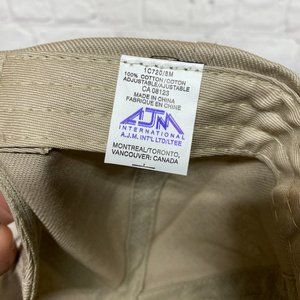 1C720/8M
100% COTTON/COTON
ADJUSTABLE/AJUSTABLE
CA 08123
MADE IN CHINA
FABRIQUE EN CHINE
AJM
INTERNATIONAL
A.J.M. INT'L LTD/LTEE
MONTREAL/TORONTO,
VANCOUVER: CANADA